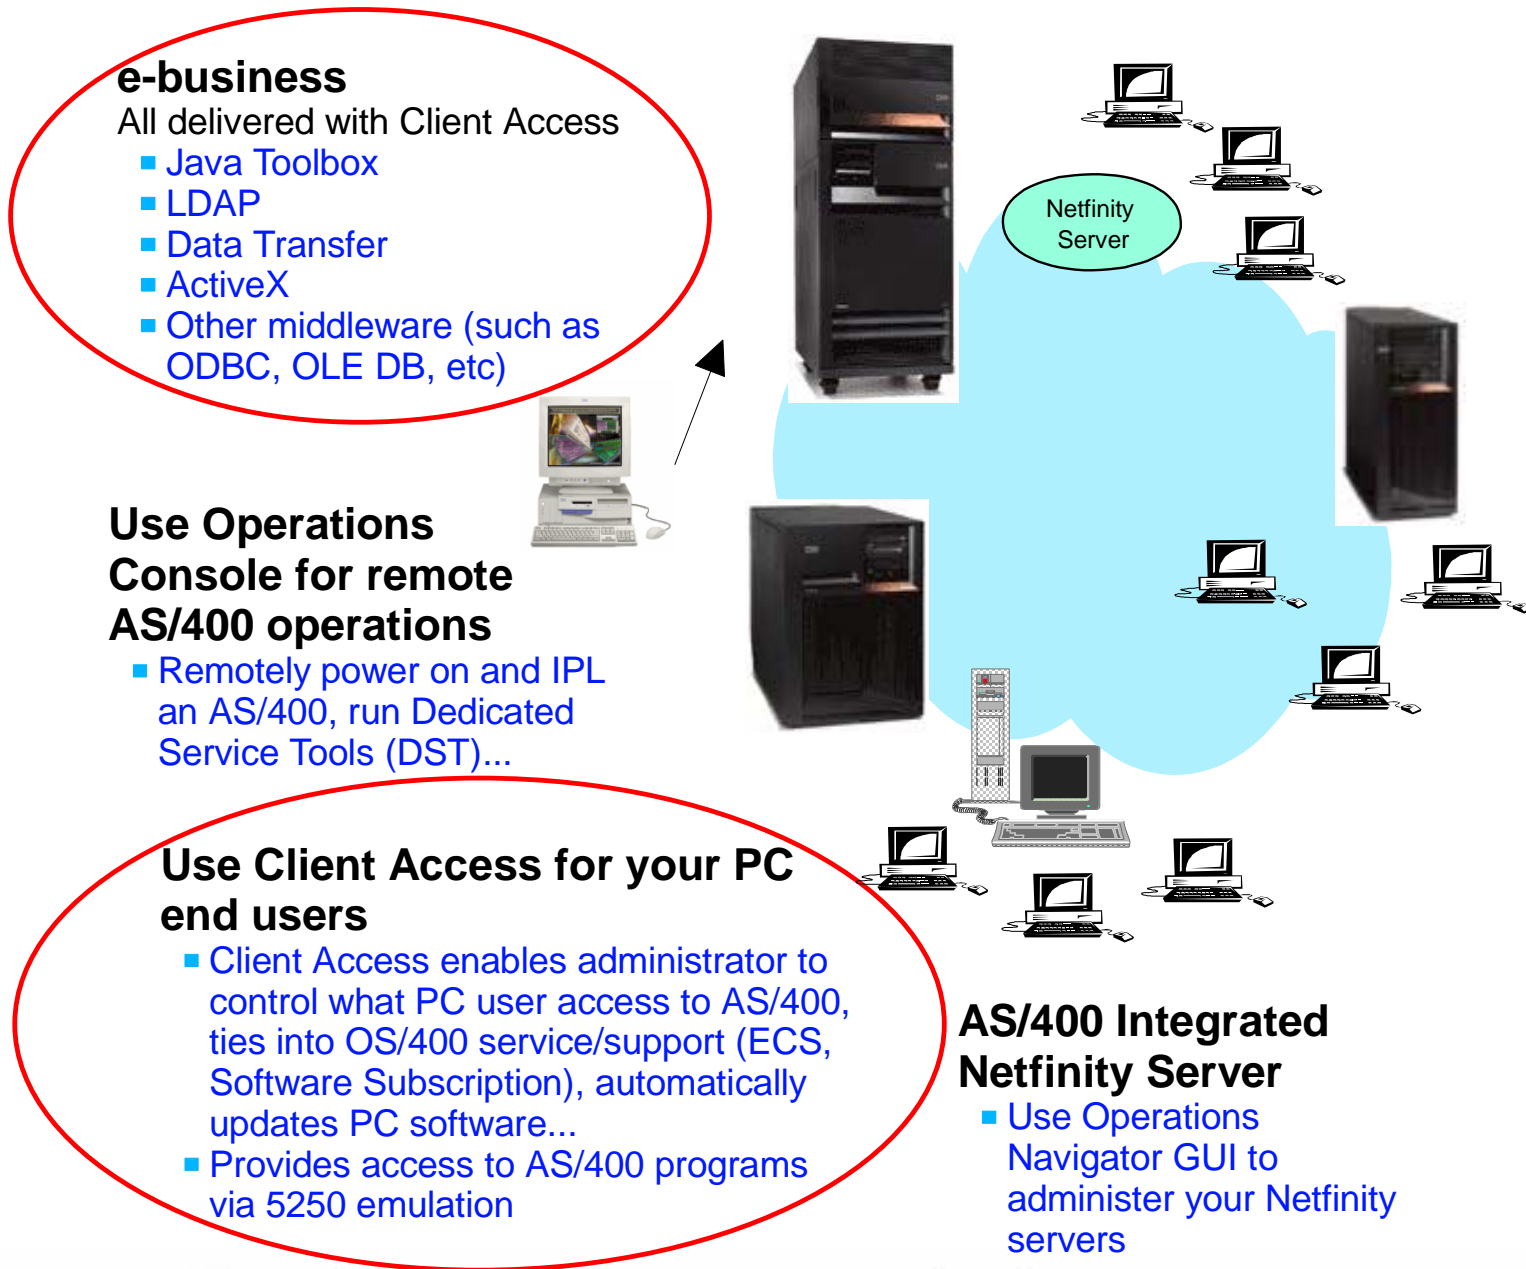 e-business
All delivered with Client Access
Java Toolbox
LDAP
Data Transfer
ActiveX
Other middleware (such as
ODBC, OLE DB, etc)
Netfinity
Server
Use Operations
Console for remote
AS/400 operations
Remotely power on and IPL
an AS/400, run Dedicated
Service Tools (DST)...
Use Client Access for your PC
end users
Client Access enables administrator to
control what PC user access to AS/400,
ties into OS/400 service/support (ECS,
Software Subscription), automatically
updates PC software...
Provides access to AS/400 programs
via 5250 emulation
AS/400 Integrated
Netfinity Server
Use Operations
Navigator GUI to
administer your Netfinity
servers